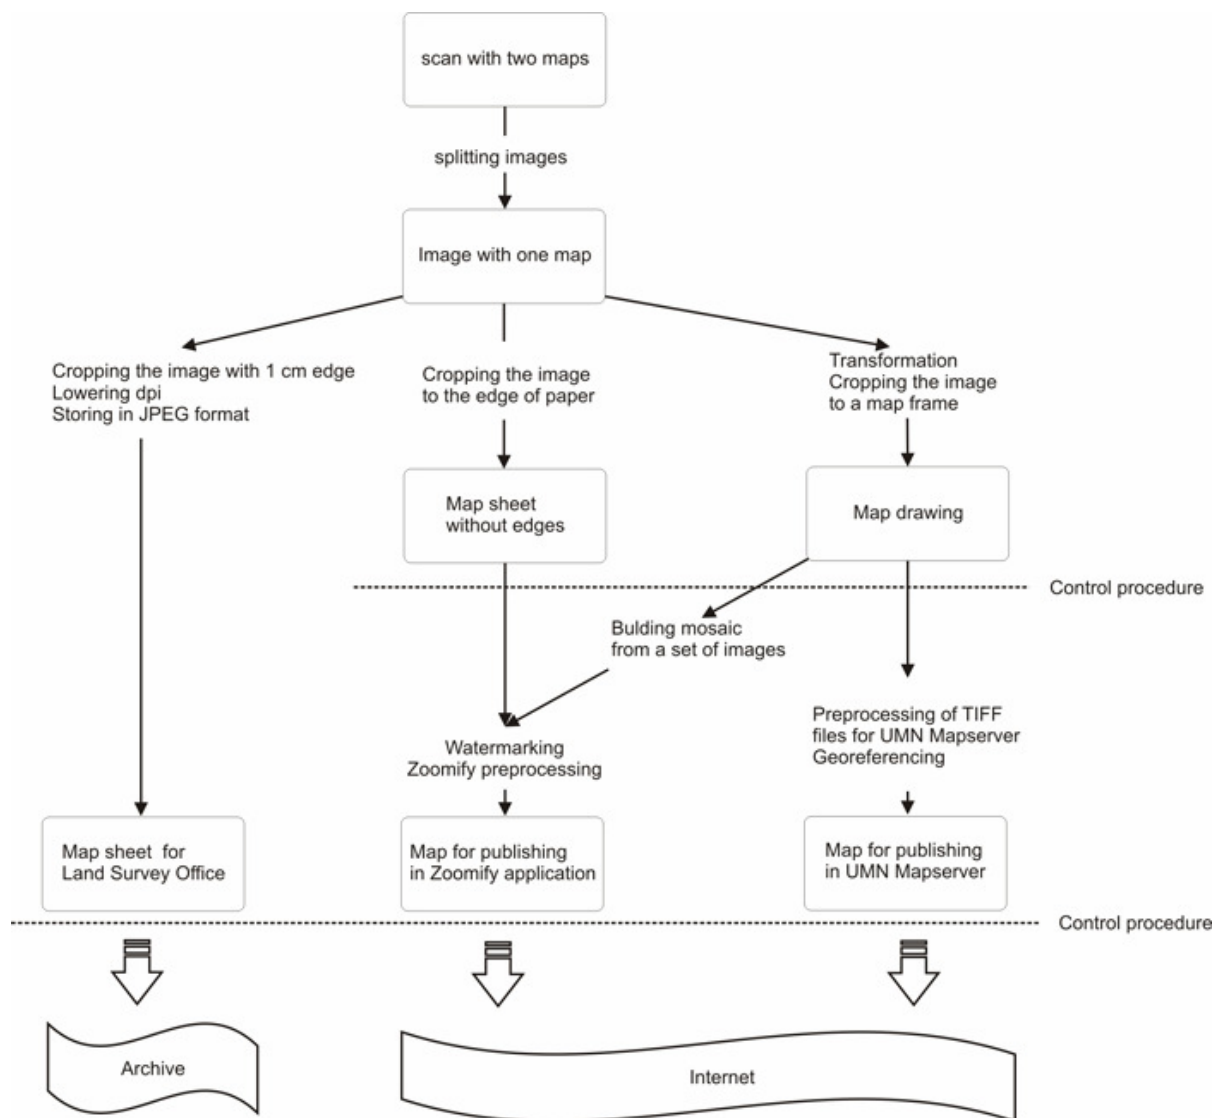 scan with two maps
splitting images
Image with one map
Cropping the image with 1 cm edge
Lowering dpi
Storing in JPEG format
Cropping the image
to the edge of paper
Transformation
Cropping the image
to a map frame
Map sheet
without edges
Map drawing
Control procedure
Bulding mosaic
from a set of images
Preprocessing of TIFF
files for UMN Mapserver
Georeferencing
Watermarking
Zoomify preprocessing
Map sheet for
Land Survey Office
Map for publishing
in Zoomify application
Map for publishing
in UMN Mapserver
Control procedure
Archive
Internet